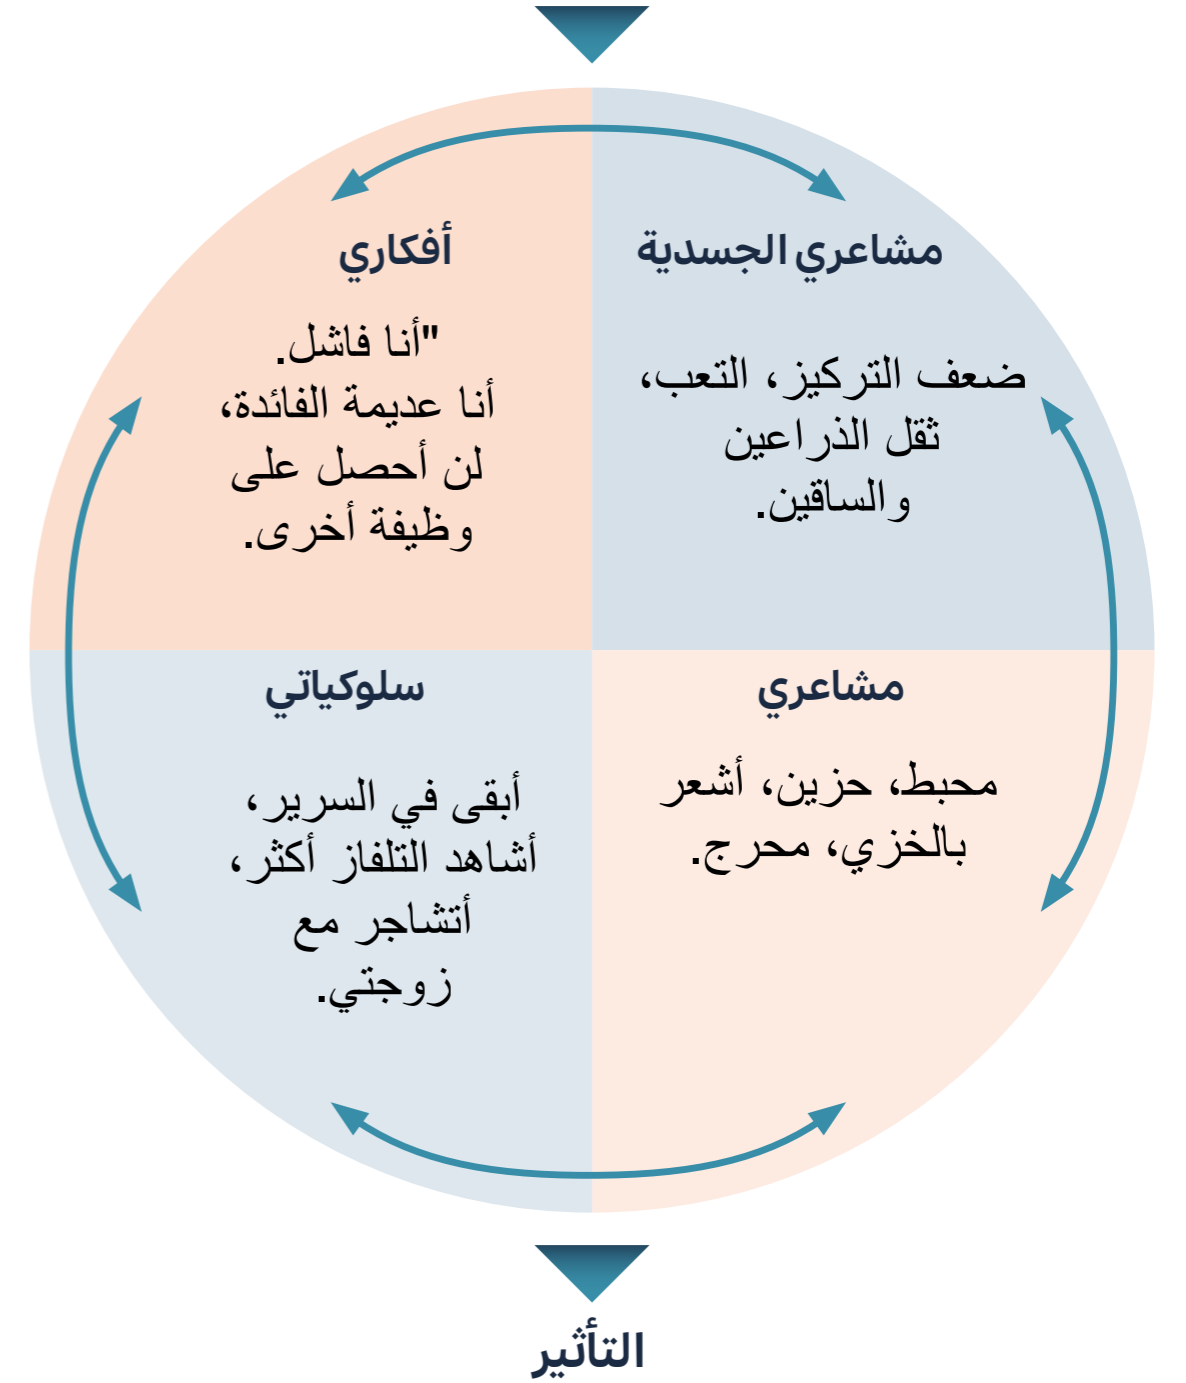 مشاعري الجسدية
ضعف التركيز، التعب،
ثقل الذراعين
والساقين.
أفكاري
"أنا فاشل.
أنا عديمة الفائدة،
لن أحصل على
وظيفة أخرى.
مشاعري
محبط، حزين، أشعر
بالخزي، محرج.
سلوكياتي
أبقى في السرير،
أشاهد التلفاز أكثر،
أتشاجر مع
زوجتي.
التأثير